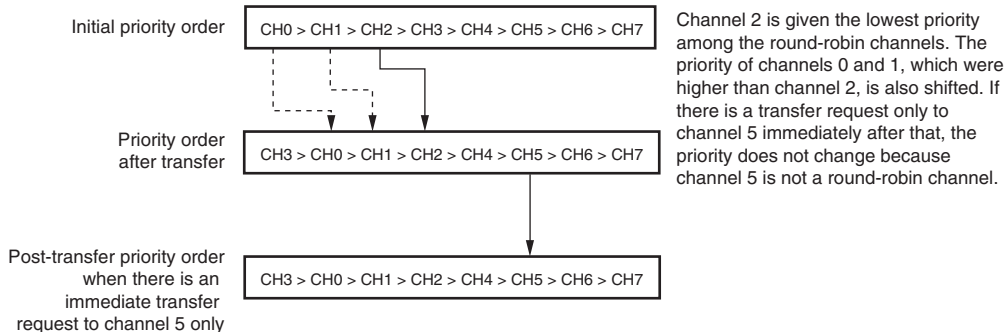 Initial priority order
CH0 > CH1 > CH2 > CH3 > CH4 > CH5 > CH6 > CH7
Priority order
after transfer
CH3 > CH0 > CH1 > CH2 > CH4 > CH5 > CH6 > CH7
Post-transfer priority order
when there is an
immediate transfer
request to channel 5 only
CH3 > CH0 > CH1 > CH2 > CH4 > CH5 > CH6 > CH7
Channel 2 is given the lowest priority
among the round-robin channels. The
priority of channels 0 and 1, which were
higher than channel 2, is also shifted. If
there is a transfer request only to
channel 5 immediately after that, the
priority does not change because
channel 5 is not a round-robin channel.